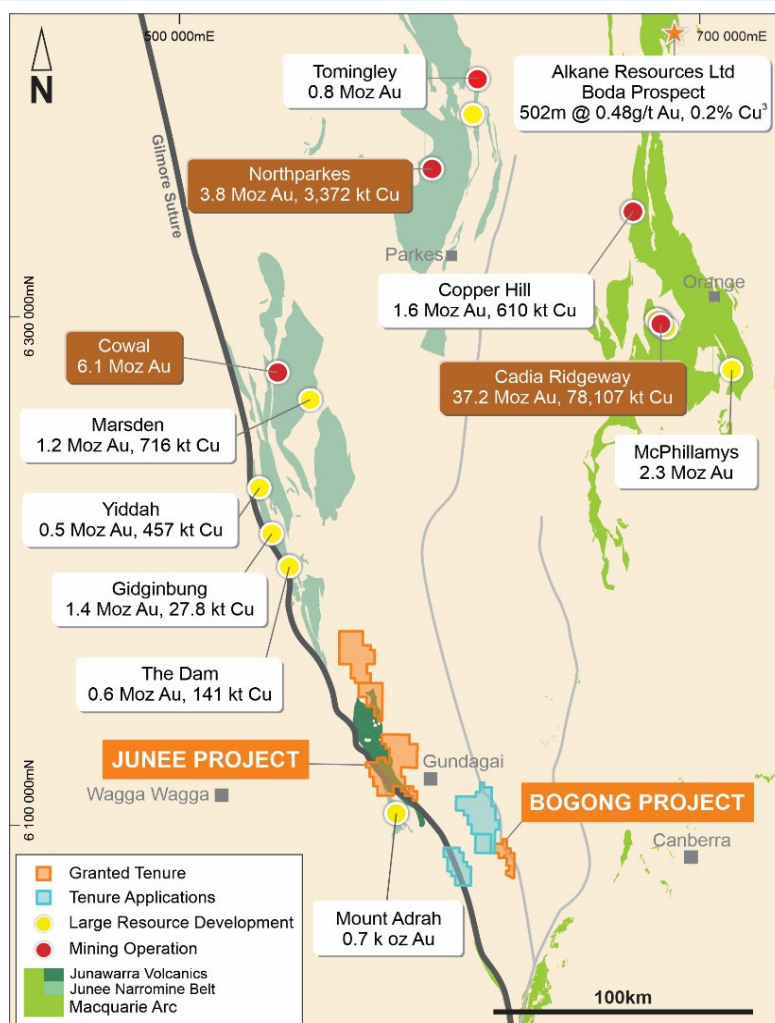 500 000mE
700 000mE
N
Gilmore Suture
Tomingley
0.8 Moz Au
Alkane Resources Ltd
Boda Prospect
502m @ 0.48g/t Au, 0.2% Cu³
Northparkes
3.8 Moz Au, 3,372 kt Cu
Parkes
Copper Hill
1.6 Moz Au, 610 kt Cu
Orange
6 300 000mN
Cowal
6.1 Moz Au
Cadia Ridgeway
37.2 Moz Au, 78,107 kt Cu
Marsden
1.2 Moz Au, 716 kt Cu
McPhillamys
2.3 Moz Au
Yiddah
0.5 Moz Au, 457 kt Cu
Gidginbung
1.4 Moz Au, 27.8 kt Cu
The Dam
0.6 Moz Au, 141 kt Cu
JUNEE PROJECT
Gundagai
Wagga Wagga
BOGONG PROJECT
6 100 000mN
Canberra
Granted Tenure
Tenure Applications
Large Resource Development
Mining Operation
Junawarra Volcanics
Junee Narromine Belt
Macquarie Arc
Mount Adrah
0.7 k oz Au
100km